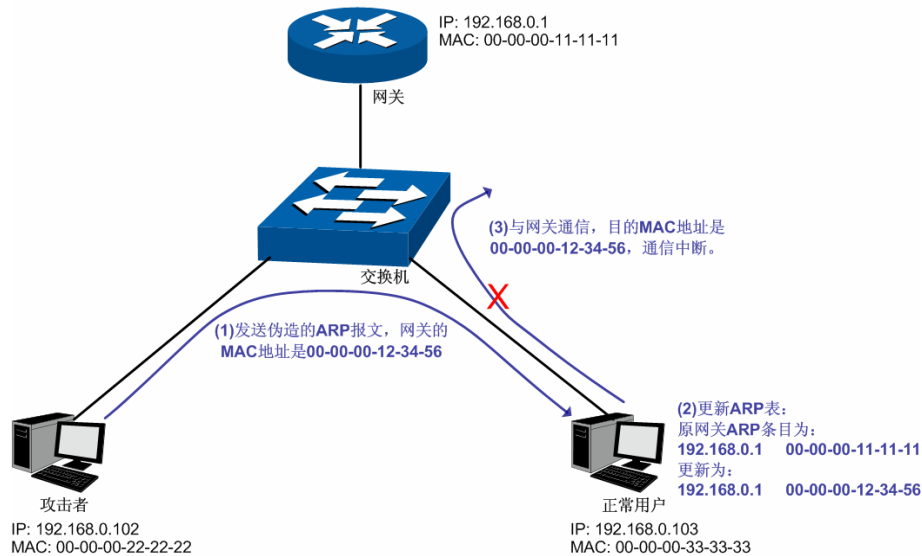 IP: 192.168.0.1
MAC: 00-00-00-11-11-11
网关
(3)与网关通信，目的MAC地址是
00-00-00-12-34-56，通信中断。
交换机
X
(1)发送伪造的ARP报文，网关的
MAC地址是00-00-00-12-34-56
(2)更新ARP表：
原网关ARP条目为：
192.168.0.1 00-00-00-11-11-11
更新为：
192.168.0.1 00-00-00-12-34-56
攻击者
IP: 192.168.0.102
MAC: 00-00-00-22-22-22
正常用户
IP: 192.168.0.103
MAC: 00-00-00-33-33-33